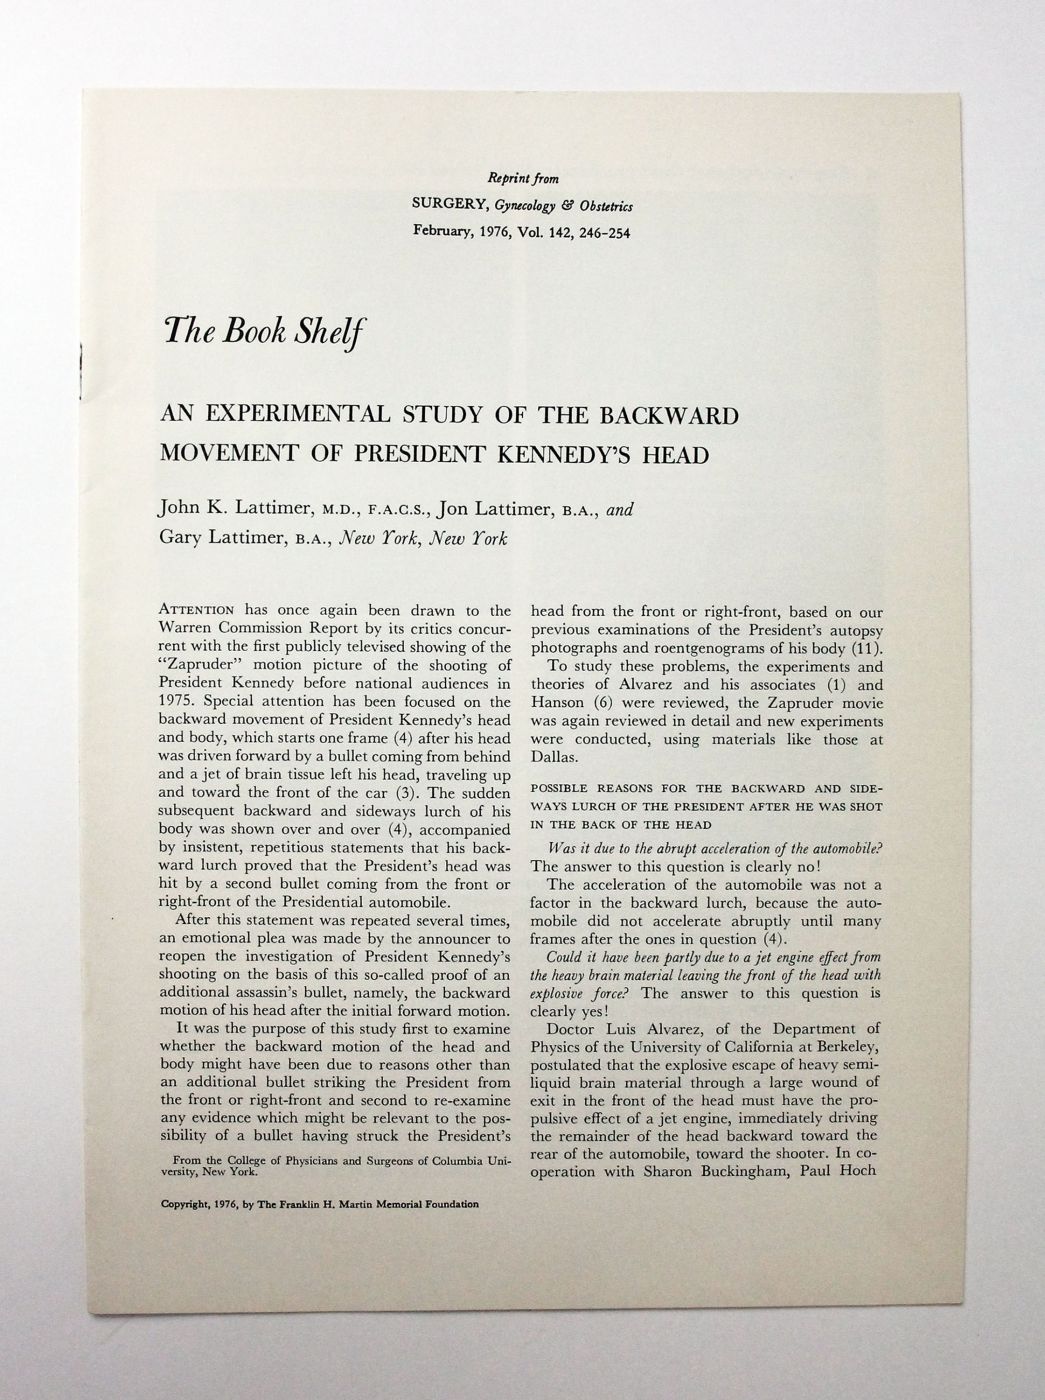 Reprint from
SURGERY, Gynecology & Obstetrics
February, 1976, Vol. 142, 246–254
The Book Shelf
AN EXPERIMENTAL STUDY OF THE BACKWARD
MOVEMENT OF PRESIDENT KENNEDY'S HEAD
John K. Lattimer, M.D., F.A.C.S., Jon Lattimer, B.A., and
Gary Lattimer, B.A., New York, New York
ATTENTION has once again been drawn to the
Warren Commission Report by its critics concur-
rent with the first publicly televised showing of the
“Zapruder” motion picture of the shooting of
President Kennedy before national audiences in
1975. Special attention has been focused on the
backward movement of President Kennedy's head
and body, which starts one frame (4) after his head
was driven forward by a bullet coming from behind
and a jet of brain tissue left his head, traveling up
and toward the front of the car (3). The sudden
subsequent backward and sideways lurch of his
body was shown over and over (4), accompanied
by insistent, repetitious statements that his back-
ward lurch proved that the President's head was
hit by a second bullet coming from the front or
right-front of the Presidential automobile.
After this statement was repeated several times,
an emotional plea was made by the announcer to
reopen the investigation of President Kennedy's
shooting on the basis of this so-called proof of an
additional assassin's bullet, namely, the backward
motion of his head after the initial forward motion.
It was the purpose of this study first to examine
whether the backward motion of the head and
body might have been due to reasons other than
an additional bullet striking the President from
the front or right-front and second to re-examine
any evidence which might be relevant to the pos-
sibility of a bullet having struck the President's
From the College of Physicians and Surgeons of Columbia Uni-
versity, New York.
Copyright, 1976, by The Franklin H. Martin Memorial Foundation
head from the front or right-front, based on our
previous examinations of the President's autopsy
photographs and roentgenograms of his body (11).
To study these problems, the experiments and
theories of Alvarez and his associates (1) and
Hanson (6) were reviewed, the Zapruder movie
was again reviewed in detail and new experiments
were conducted, using materials like those at
Dallas.
POSSIBLE REASONS FOR THE BACKWARD AND SIDE-
WAYS LURCH OF THE PRESIDENT AFTER HE WAS SHOT
IN THE BACK OF THE HEAD
Was it due to the abrupt acceleration of the automobile?
The answer to this question is clearly no!
The acceleration of the automobile was not a
factor in the backward lurch, because the auto-
mobile did not accelerate abruptly until many
frames after the ones in question (4).
Could it have been partly due to a jet engine effect from
the heavy brain material leaving the front of the head with
explosive force? The answer to this question is
clearly yes!
Doctor Luis Alvarez, of the Department of
Physics of the University of California at Berkeley,
postulated that the explosive escape of heavy semi-
liquid brain material through a large wound of
exit in the front of the head must have the pro-
pulsive effect of a jet engine, immediately driving
the remainder of the head backward toward the
rear of the automobile, toward the shooter. In co-
operation with Sharon Buckingham, Paul Hoch